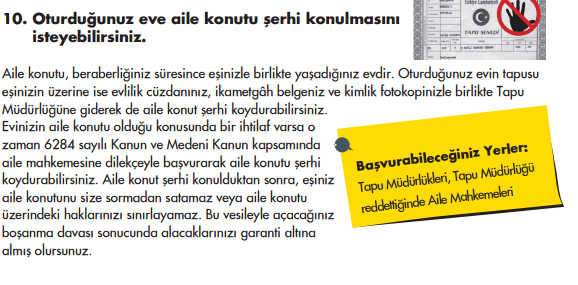 10. Oturduğunuz eve aile konutu şerhi konulmasını
isteyebilirsiniz.
Türkiye Cumhuriyeti
TAPU SENEDİ
Aile konutu, beraberliğiniz süresince eşinizle birlikte yaşadığınız evdir. Oturduğunuz evin tapusu
eşinizin üzerine ise evlilik cüzdanınız, ikametgâh belgeniz ve kimlik fotokopinizle birlikte Tapu
Müdürlüğüne giderek de aile konut şerhi koydurabilirsiniz.
Evinizin aile konutu olduğu konusunda bir ihtilaf varsa o
zaman 6284 sayılı Kanun ve Medeni Kanun kapsamında
aile mahkemesine dilekçeyle başvurarak aile konutu şerhi
koydurabilirsiniz. Aile konut şerhi konulduktan sonra, eşiniz
aile konutunu size sormadan satamaz veya aile konutu
üzerindeki haklarınızı sınırlayamaz. Bu vesileyle açacağınız
boşanma davası sonucunda alacaklarınızı garanti altına
almış olursunuz.
Başvurabileceğiniz Yerler:
Tapu Müdürlükleri, Tapu Müdürlüğü
reddettiğinde Aile Mahkemeleri